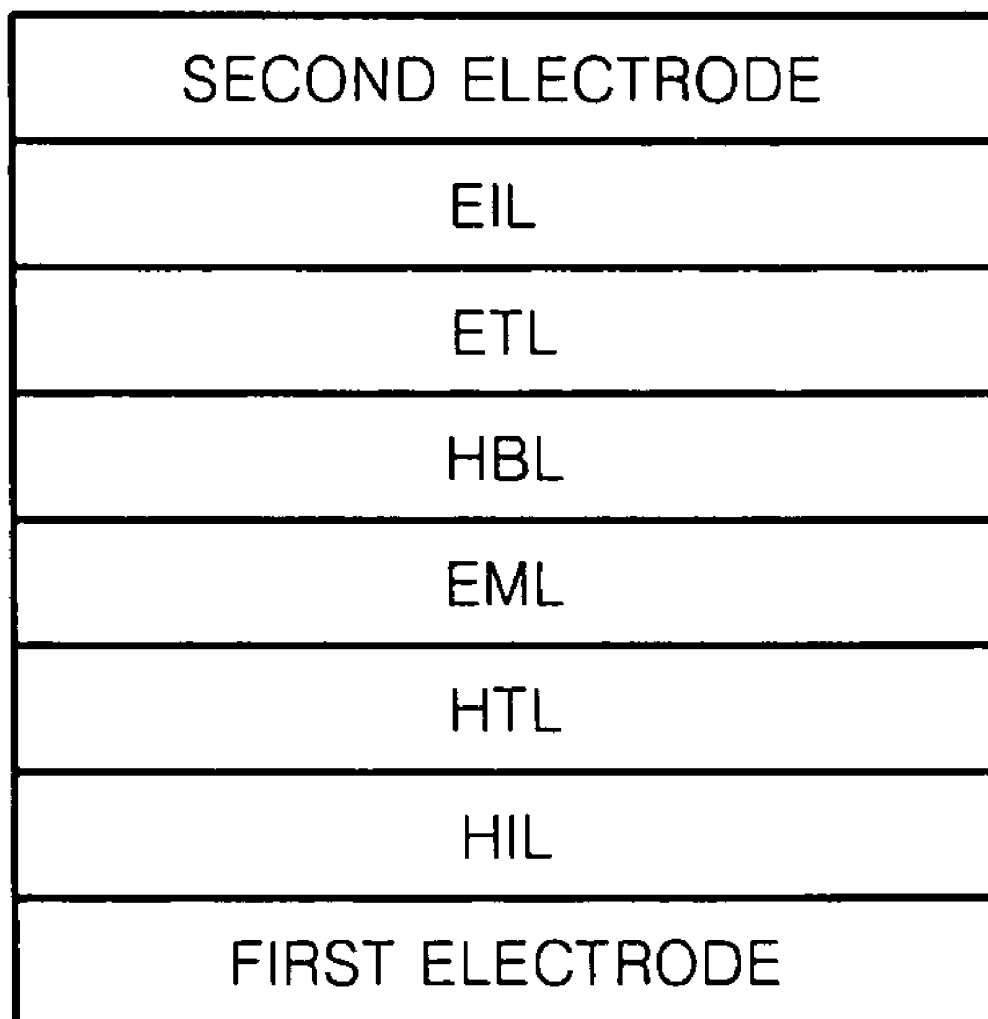 SECOND ELECTRODE
EIL
ETL
HBL
EML
HTL
HIL
FIRST ELECTRODE